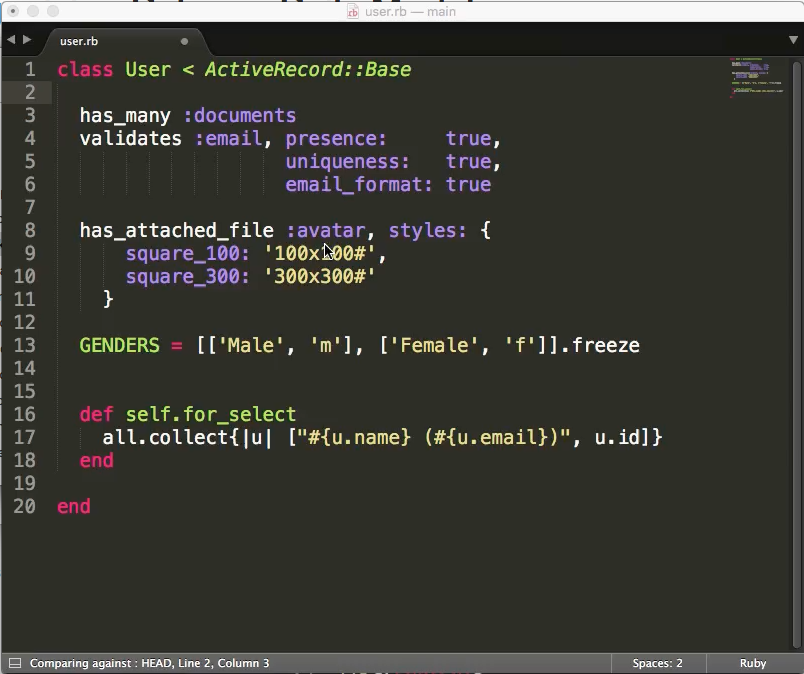 user.rb — main
user.rb
1 class User < ActiveRecord::Base
2
3 has_many :documents
4 validates :email, presence: true,
5 uniqueness: true,
6 email_format: true
7
8 has_attached_file :avatar, styles: {
9 square_100: '100x100#',
10 square_300: '300x300#'
11 }
12
13 GENDERS = [['Male', 'm'], ['Female', 'f']].freeze
14
15
16 def self.for_select
17 all.collect{|u| ["#{u.name} (#{u.email})", u.id]}
18 end
19
20 end
Comparing against : HEAD, Line 2, Column 3 Spaces: 2 Ruby